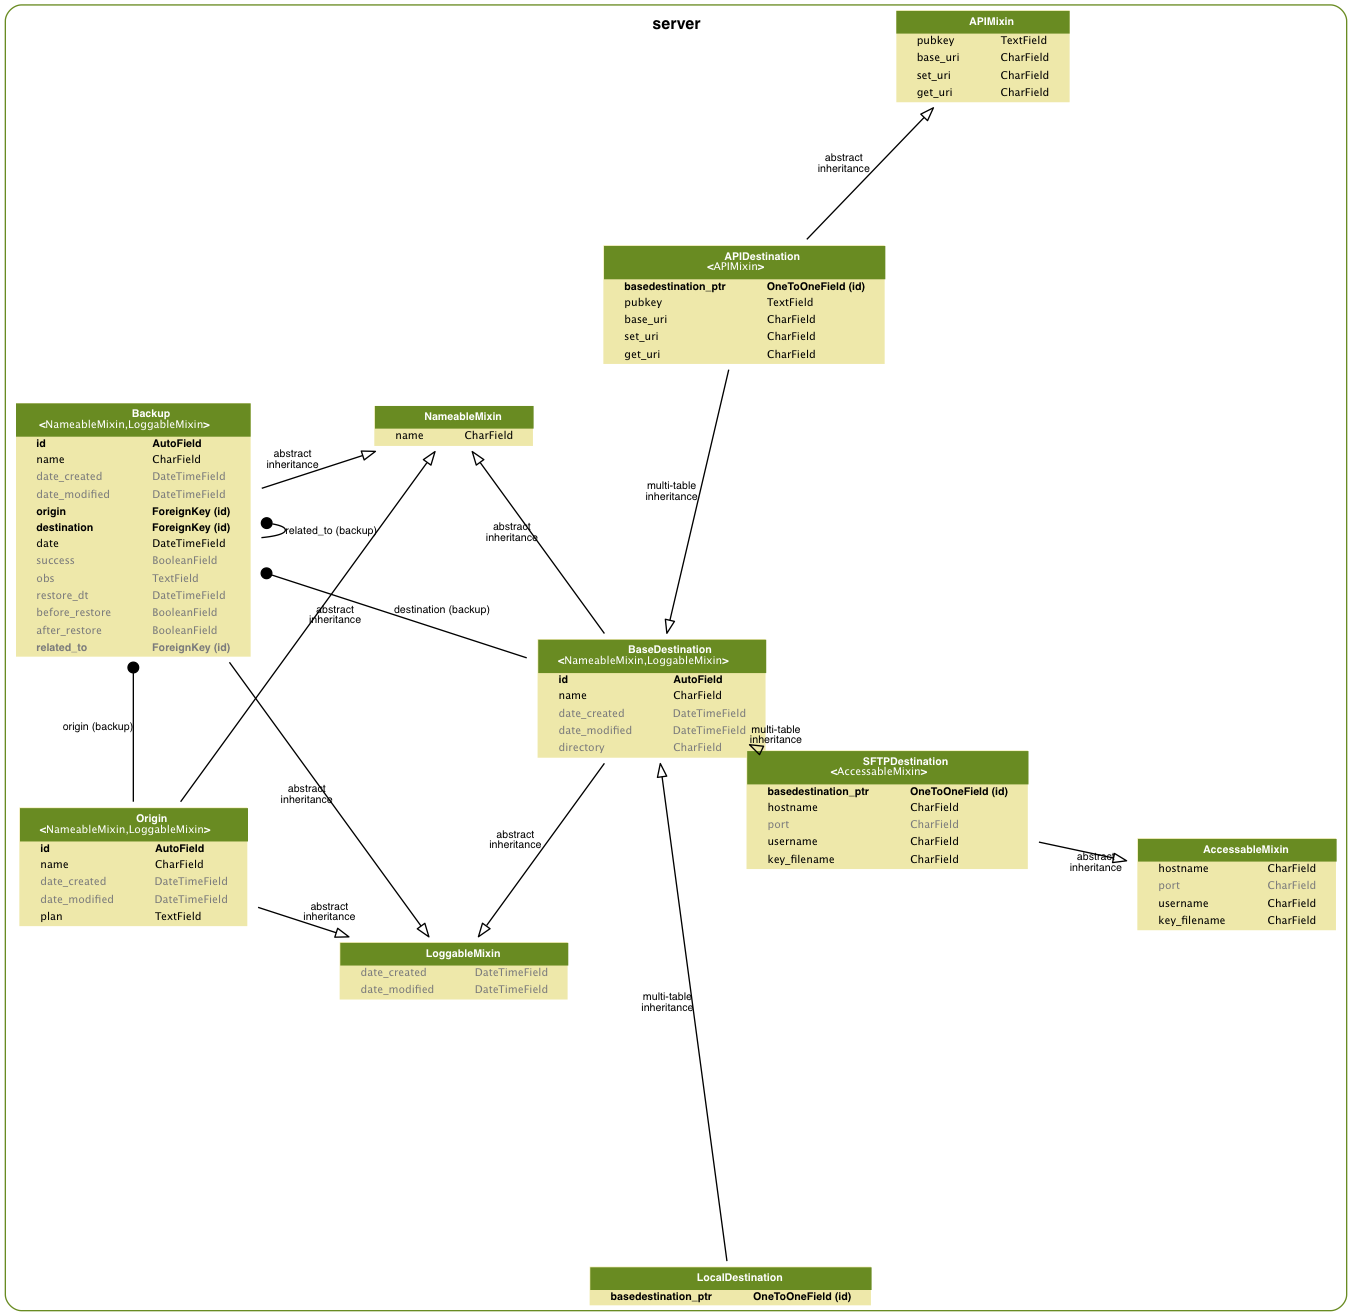 server
APIMixin
pubkey TextField
base_uri CharField
set_uri CharField
get_uri CharField
abstract
inheritance
APIDestination
<APIMixin>
basedestination_ptr OneToOneField (id)
pubkey TextField
base_uri CharField
set_uri CharField
get_uri CharField
Backup
<NameableMixin,LoggableMixin>
id AutoField
name CharField
date_created DateTimeField
date_modified DateTimeField
origin ForeignKey (id)
destination ForeignKey (id)
date DateTimeField
success BooleanField
obs TextField
restore_dt DateTimeField
before_restore BooleanField
after_restore BooleanField
related_to ForeignKey (id)
NameableMixin
name CharField
abstract
inheritance
related_to (backup)
abstract
inheritance
multi-table
inheritance
destination (backup)
abstract
inheritance
BaseDestination
<NameableMixin,LoggableMixin>
id AutoField
name CharField
date_created DateTimeField
date_modified DateTimeField
directory CharField
multi-table
inheritance
origin (backup)
SFTPDestination
<AccessableMixin>
basedestination_ptr OneToOneField (id)
hostname CharField
port CharField
username CharField
key_filename CharField
abstract
inheritance
abstract
inheritance
Origin
<NameableMixin,LoggableMixin>
id AutoField
name CharField
date_created DateTimeField
date_modified DateTimeField
plan TextField
abstract
inheritance
AccessableMixin
hostname CharField
port CharField
username CharField
key_filename CharField
abstract
inheritance
LoggableMixin
date_created DateTimeField
date_modified DateTimeField
multi-table
inheritance
LocalDestination
basedestination_ptr OneToOneField (id)